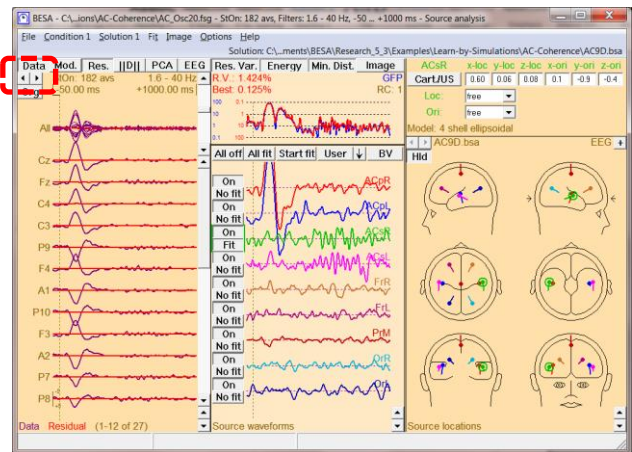 BESA - C:\...ions\AC-Coherence\AC_Osc20.fsg - StOn: 182 avs, Filters: 1.6 - 40 Hz, -50 ... +1000 ms - Source analysis
File Condition 1 Solution 1 Fit Image Options Help
Solution: C:\...ments\BESA\Research_5_3\Examples\Learn-by-Simulations\AC-Coherence\AC9D.bsa
Data Mod. Res. ||D|| PCA EEG Res. Var. Energy Min. Dist. Image ACsR x-loc y-loc z-loc x-ori y-ori z-ori
StOn: 182 avs 1.6 - 40 Hz R.V.: 1.424% GFP Cart./US 0.60 0.06 0.08 0.1 -0.9 -0.4
-50.00 ms +1000.00 ms Best: 0.125% RC: 1 Loc: free
Org
Ori: free
Model: 4 shell ellipsoidal
All
All off All fit Start fit User BV AC9D.bsa EEG
Hld
Cz
On ACpR
No fit
Fz
On ACpL
No fit
C4
On ACsR
Fit
C3
On ACsL
No fit
P9
On FrR
No fit
F4
On FrL
No fit
A1
On PrM
No fit
P10
On OrR
No fit
F3
On OrL
No fit
A2
P7
P8
Data Residual (1-12 of 27) Source waveforms Source locations